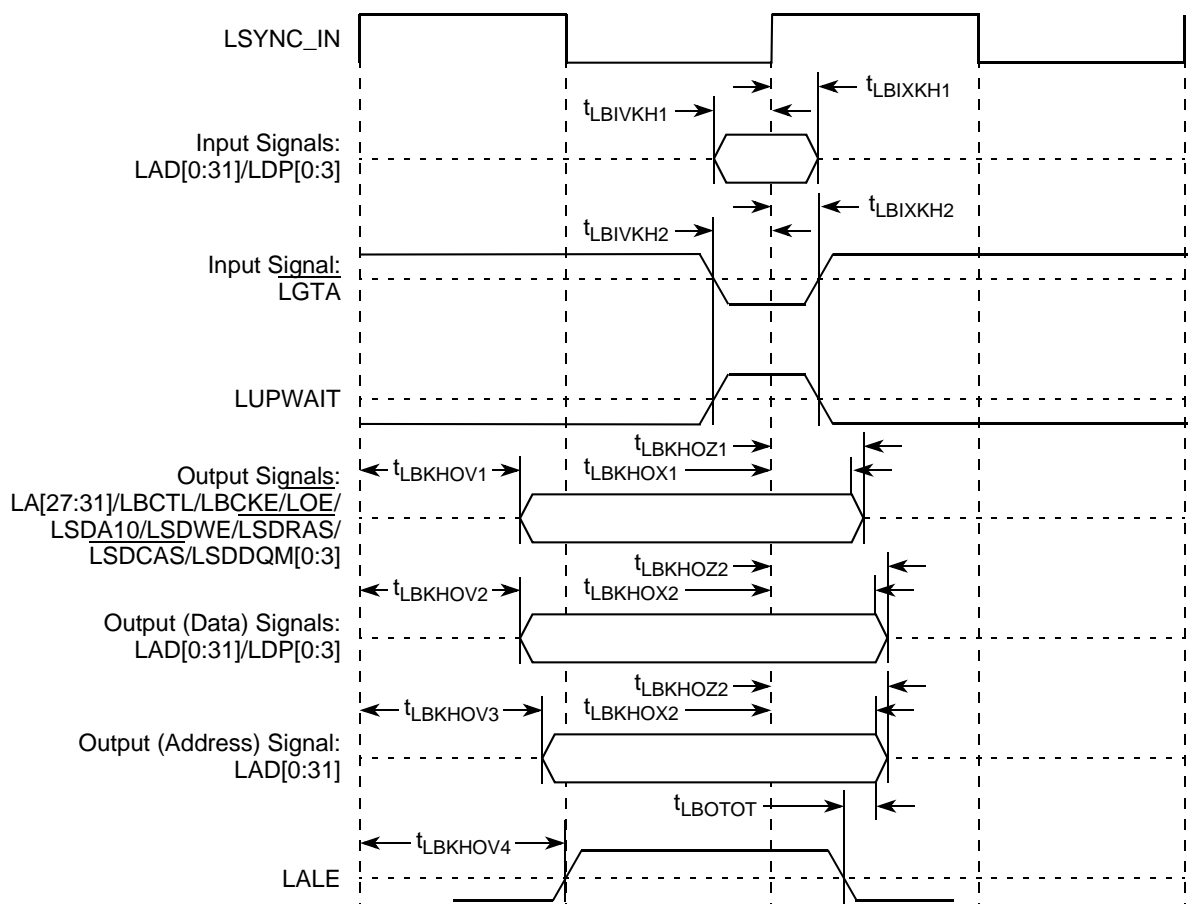 LSYNC_IN
tLBIXKH1
tLBIVKH1
Input Signals:
LAD[0:31]/LDP[0:3]
tLBIXKH2
tLBIVKH2
Input Signal:
LGTA
LUPWAIT
tLBKHOZ1
tLBKHOV1
tLBKHOX1
Output Signals:
LA[27:31]/LBCTL/LBCKE/LOE/
LSDA10/LSDWE/LSDRAS/
LSDCAS/LSDDQM[0:3]
tLBKHOZ2
tLBKHOV2
tLBKHOX2
Output (Data) Signals:
LAD[0:31]/LDP[0:3]
tLBKHOZ2
tLBKHOV3
tLBKHOX2
Output (Address) Signal:
LAD[0:31]
tLBOTOT
tLBKHOV4
LALE